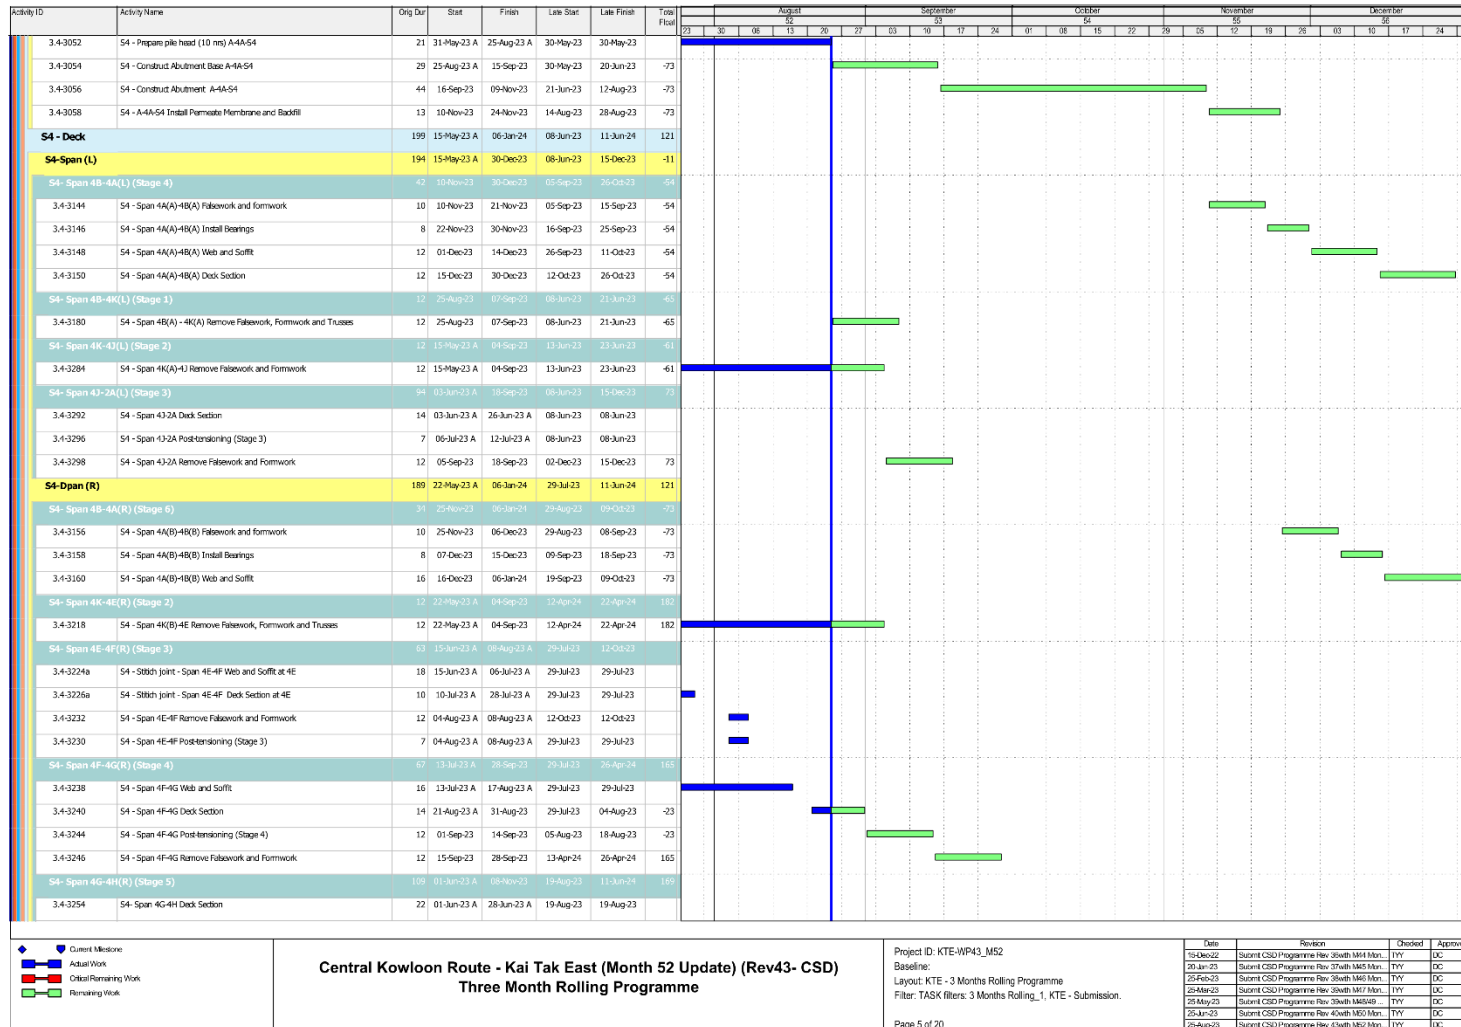 Activity ID Activity Name Orig Dur Start Finish Late Start Late Finish Total Float August September October November December
52 53 54 55 56
23 30 06 13 20 27 03 10 17 24 01 08 15 22 29 05 12 19 26 03 10 17 24
3.4-3052 S4 - Prepare pile head (10 nrs) A-4A-S4 21 31-May-23 A 25-Aug-23 A 30-May-23 30-May-23
3.4-3054 S4 - Construct Abutment Base A-4A-S4 29 25-Aug-23 A 15-Sep-23 30-May-23 20-Jun-23 -73
3.4-3056 S4 - Construct Abutment A-4A-S4 44 16-Sep-23 09-Nov-23 21-Jun-23 12-Aug-23 -73
3.4-3058 S4 - A-4A-S4 Install Permeate Membrane and Backfill 13 10-Nov-23 24-Nov-23 14-Aug-23 28-Aug-23 -73
S4 - Deck 199 15-May-23 A 06-Jan-24 08-Jun-23 11-Jun-24 121
S4-Span (L) 194 15-May-23 A 30-Dec-23 08-Jun-23 15-Dec-23 -11
S4- Span 4B-4A(L) (Stage 4) 42 10-Nov-23 30-Dec-23 05-Sep-23 26-Oct-23 -54
3.4-3144 S4 - Span 4A(A)-4B(A) Falsework and formwork 10 10-Nov-23 21-Nov-23 05-Sep-23 15-Sep-23 -54
3.4-3146 S4 - Span 4A(A)-4B(A) Install Bearings 8 22-Nov-23 30-Nov-23 16-Sep-23 25-Sep-23 -54
3.4-3148 S4 - Span 4A(A)-4B(A) Web and Soffit 12 01-Dec-23 14-Dec-23 26-Sep-23 11-Oct-23 -54
3.4-3150 S4 - Span 4A(A)-4B(A) Deck Section 12 15-Dec-23 30-Dec-23 12-Oct-23 26-Oct-23 -54
S4- Span 4B-4K(L) (Stage 1) 12 25-Aug-23 07-Sep-23 08-Jun-23 21-Jun-23 -65
3.4-3180 S4 - Span 4B(A) - 4K(A) Remove Falsework, Formwork and Trusses 12 25-Aug-23 07-Sep-23 08-Jun-23 21-Jun-23 -65
S4- Span 4K-4J(L) (Stage 2) 12 15-May-23 A 04-Sep-23 13-Jun-23 23-Jun-23 -61
3.4-3284 S4 - Span 4K(A)-4J Remove Falsework and Formwork 12 15-May-23 A 04-Sep-23 13-Jun-23 23-Jun-23 -61
S4- Span 4J-2A(L) (Stage 3) 94 03-Jun-23 A 18-Sep-23 08-Jun-23 15-Dec-23 73
3.4-3292 S4 - Span 4J-2A Deck Section 14 03-Jun-23 A 26-Jun-23 A 08-Jun-23 08-Jun-23
3.4-3296 S4 - Span 4J-2A Post-tensioning (Stage 3) 7 06-Jul-23 A 12-Jul-23 A 08-Jun-23 08-Jun-23
3.4-3298 S4 - Span 4J-2A Remove Falsework and Formwork 12 05-Sep-23 18-Sep-23 02-Dec-23 15-Dec-23 73
S4-Dpan (R) 189 22-May-23 A 06-Jan-24 29-Jul-23 11-Jun-24 121
S4- Span 4B-4A(R) (Stage 6) 34 25-Nov-23 06-Jan-24 29-Aug-23 09-Oct-23 -73
3.4-3156 S4 - Span 4A(B)-4B(B) Falsework and formwork 10 25-Nov-23 06-Dec-23 29-Aug-23 08-Sep-23 -73
3.4-3158 S4 - Span 4A(B)-4B(B) Install Bearings 8 07-Dec-23 15-Dec-23 09-Sep-23 18-Sep-23 -73
3.4-3160 S4 - Span 4A(B)-4B(B) Web and Soffit 16 16-Dec-23 06-Jan-24 19-Sep-23 09-Oct-23 -73
S4- Span 4K-4E(R) (Stage 2) 12 22-May-23 A 04-Sep-23 12-Apr-24 22-Apr-24 182
3.4-3218 S4 - Span 4K(B)-4E Remove Falsework, Formwork and Trusses 12 22-May-23 A 04-Sep-23 12-Apr-24 22-Apr-24 182
S4- Span 4E-4F(R) (Stage 3) 63 15-Jun-23 A 08-Aug-23 A 29-Jul-23 12-Oct-23
3.4-3224a S4 - Stitich joint - Span 4E-4F Web and Soffit at 4E 18 15-Jun-23 A 06-Jul-23 A 29-Jul-23 29-Jul-23
3.4-3226a S4 - Stitich joint - Span 4E-4F Deck Section at 4E 10 10-Jul-23 A 28-Jul-23 A 29-Jul-23 29-Jul-23
3.4-3232 S4 - Span 4E-4F Remove Falsework and Formwork 12 04-Aug-23 A 08-Aug-23 A 12-Oct-23 12-Oct-23
3.4-3230 S4 - Span 4E-4F Post-tensioning (Stage 3) 7 04-Aug-23 A 08-Aug-23 A 29-Jul-23 29-Jul-23
S4- Span 4F-4G(R) (Stage 4) 67 13-Jul-23 A 28-Sep-23 29-Jul-23 26-Apr-24 165
3.4-3238 S4 - Span 4F-4G Web and Soffit 16 13-Jul-23 A 17-Aug-23 A 29-Jul-23 29-Jul-23
3.4-3240 S4 - Span 4F-4G Deck Section 14 21-Aug-23 A 31-Aug-23 29-Jul-23 04-Aug-23 -23
3.4-3244 S4 - Span 4F-4G Post-tensioning (Stage 4) 12 01-Sep-23 14-Sep-23 05-Aug-23 18-Aug-23 -23
3.4-3246 S4 - Span 4F-4G Remove Falsework and Formwork 12 15-Sep-23 28-Sep-23 13-Apr-24 26-Apr-24 165
S4- Span 4G-4H(R) (Stage 5) 109 01-Jun-23 A 08-Nov-23 19-Aug-23 11-Jun-24 169
3.4-3254 S4- Span 4G-4H Deck Section 22 01-Jun-23 A 28-Jun-23 A 19-Aug-23 19-Aug-23
Current Milestone
Actual Work
Critical Remaining Work
Remaining Work
Central Kowloon Route - Kai Tak East (Month 52 Update) (Rev43- CSD)
Three Month Rolling Programme
Project ID: KTE-WP43_M52
Baseline:
Layout: KTE - 3 Months Rolling Programme
Filter: TASK filters: 3 Months Rolling_1, KTE - Submission.
Page 5 of 20
Date Revision Checked Approve
15-Dec-22 Submit CSD Programme Rev 36with M44 Mon... TYY DC
20-Jan-23 Submit CSD Programme Rev 37with M45 Mon... TYY DC
25-Feb-23 Submit CSD Programme Rev 38with M46 Mon... TYY DC
25-Mar-23 Submit CSD Programme Rev 39with M47 Mon... TYY DC
25-May-23 Submit CSD Programme Rev 39with M48/49 ... TYY DC
25-Jun-23 Submit CSD Programme Rev 40with M50 Mon... TYY DC
25-Aug-23 Submit CSD Programme Rev 43with M52 Mon... TYY DC